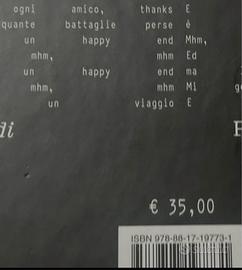 ogni amico, thanks E
quante battaglie perse è
un happy end Mhm,
mhm, mhm Ed
un happy end ma
mhm, mhm Mi
un viaggio E
di
€ 35,00
ISBN 978-88-17-19773-1